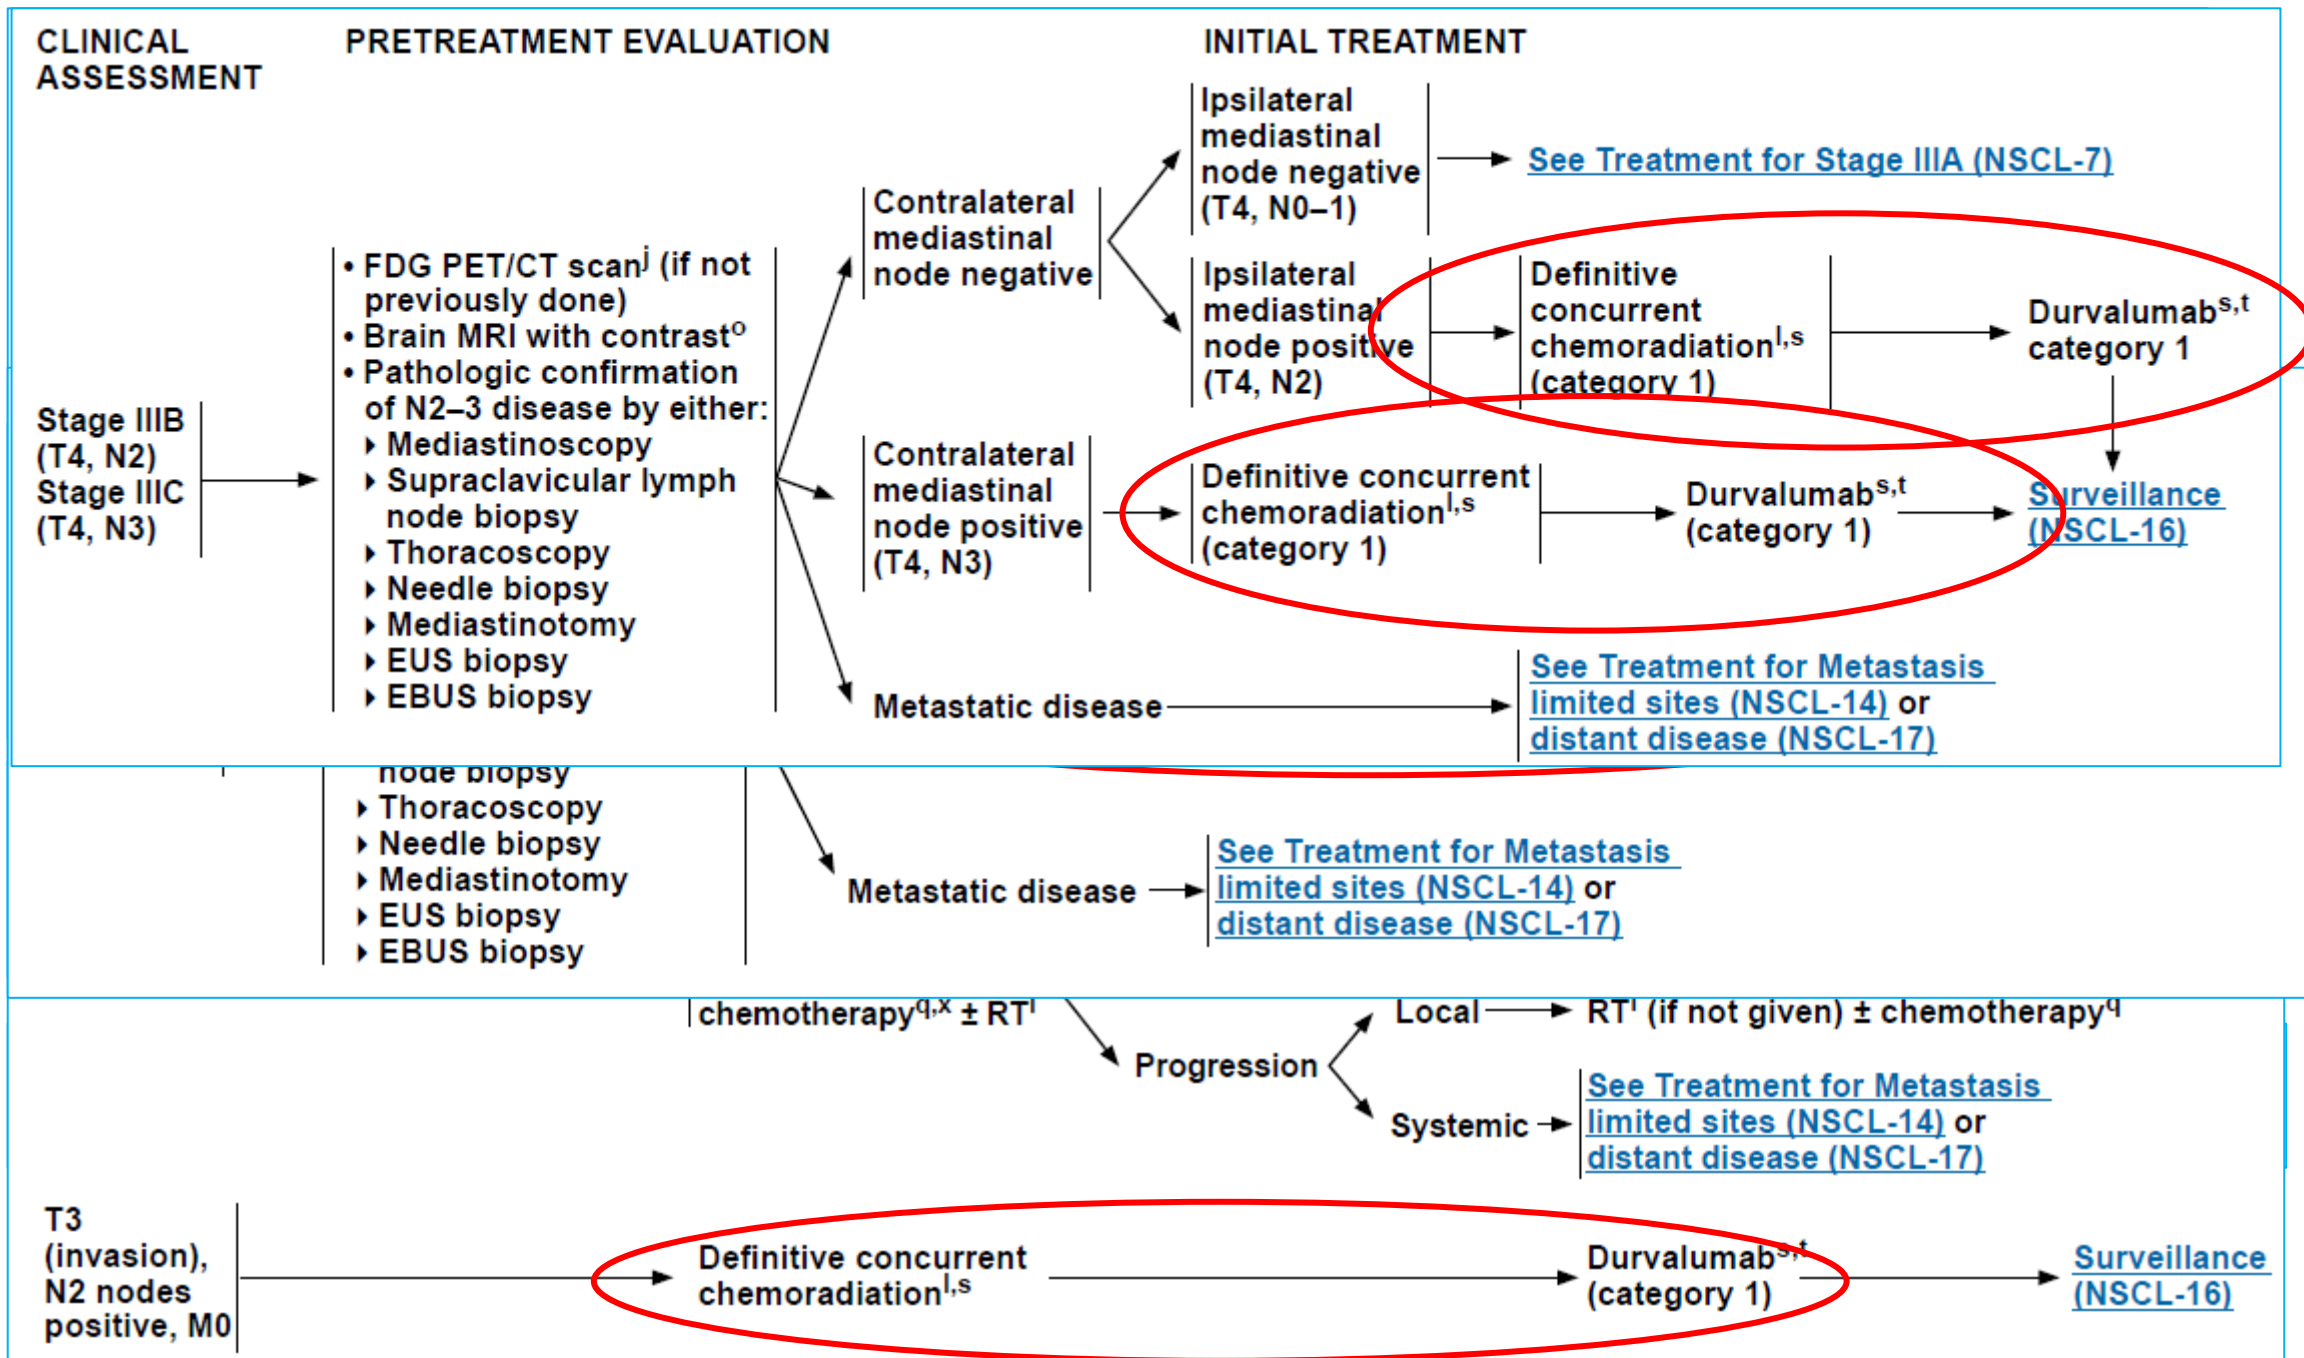 CLINICAL
ASSESSMENT
PRETREATMENT EVALUATION
INITIAL TREATMENT
Stage IIIB
(T4, N2)
Stage IIIC
(T4, N3)
• FDG PET/CT scanj (if not
previously done)
• Brain MRI with contrasto
• Pathologic confirmation
of N2–3 disease by either:
Mediastinoscopy
Supraclavicular lymph
node biopsy
Thoracoscopy
Needle biopsy
Mediastinotomy
EUS biopsy
EBUS biopsy
Contralateral
mediastinal
node negative
Ipsilateral
mediastinal
node negative
(T4, N0–1)
See Treatment for Stage IIIA (NSCL-7)
Ipsilateral
mediastinal
node positive
(T4, N2)
Definitive
concurrent
chemoradiationl,s
(category 1)
Durvalumabs,t
category 1
Contralateral
mediastinal
node positive
(T4, N3)
Definitive concurrent
chemoradiationl,s
(category 1)
Durvalumabs,t
(category 1)
Surveillance
(NSCL-16)
Metastatic disease
See Treatment for Metastasis
limited sites (NSCL-14) or
distant disease (NSCL-17)
node biopsy
Thoracoscopy
Needle biopsy
Mediastinotomy
EUS biopsy
EBUS biopsy
Metastatic disease
See Treatment for Metastasis
limited sites (NSCL-14) or
distant disease (NSCL-17)
chemotherapyq,x ± RTl
Progression
Local
RTl (if not given) ± chemotherapyq
Systemic
See Treatment for Metastasis
limited sites (NSCL-14) or
distant disease (NSCL-17)
T3
(invasion),
N2 nodes
positive, M0
Definitive concurrent
chemoradiationl,s
Durvalumabs,t
(category 1)
Surveillance
(NSCL-16)